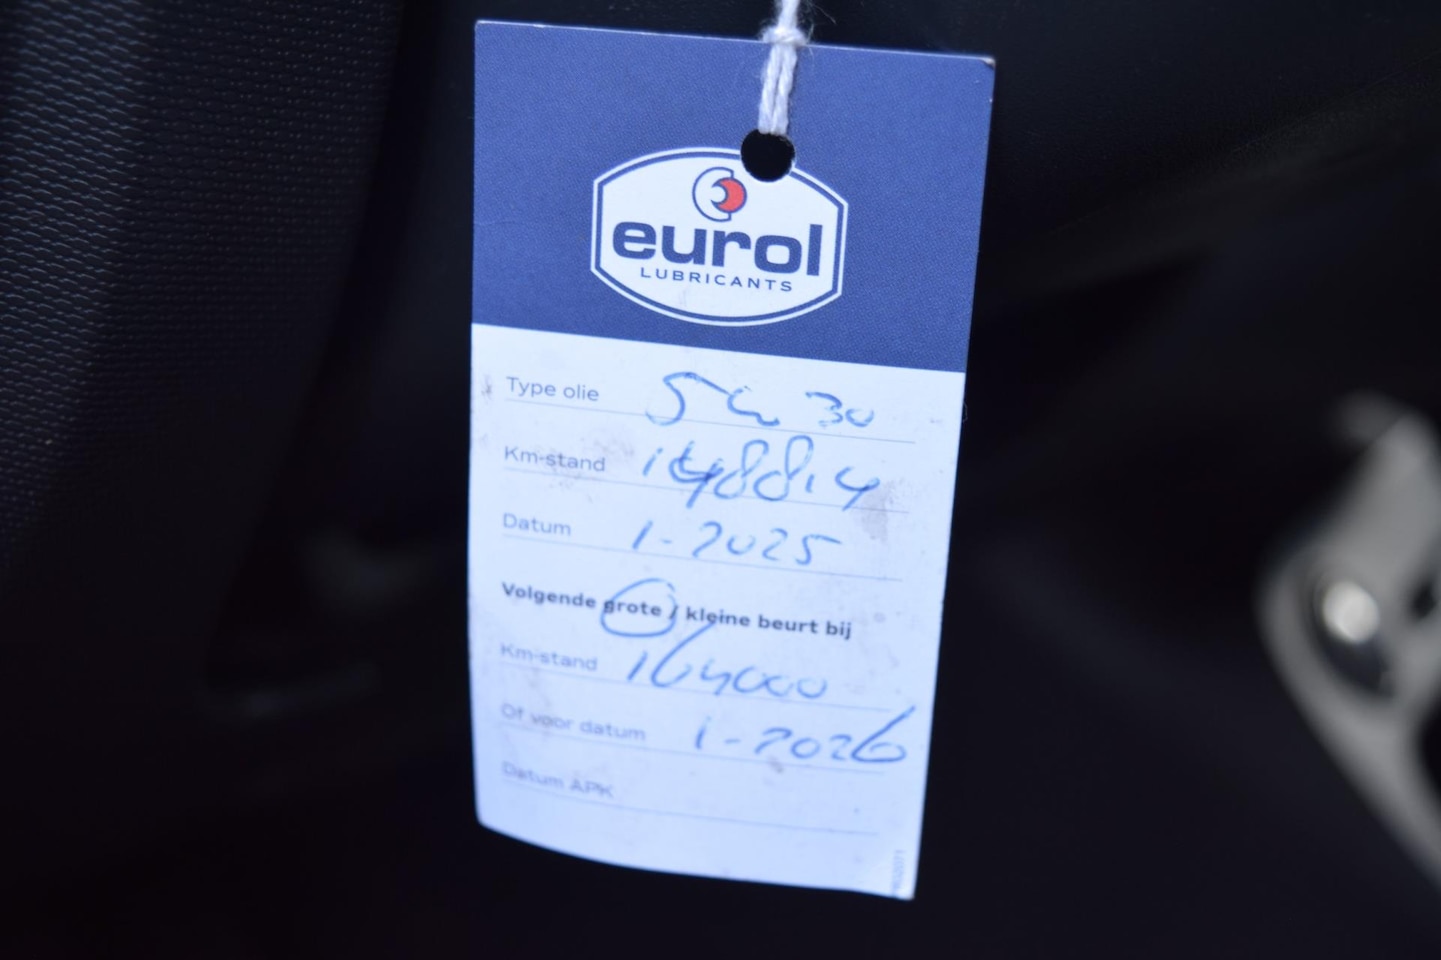 eurol
LUBRICANTS
Type olie 5w30
Km-stand 148814
Datum 1-2025
Volgende grote / kleine beurt bij
Km-stand 164000
Of voor datum 1-2026
Datum APK